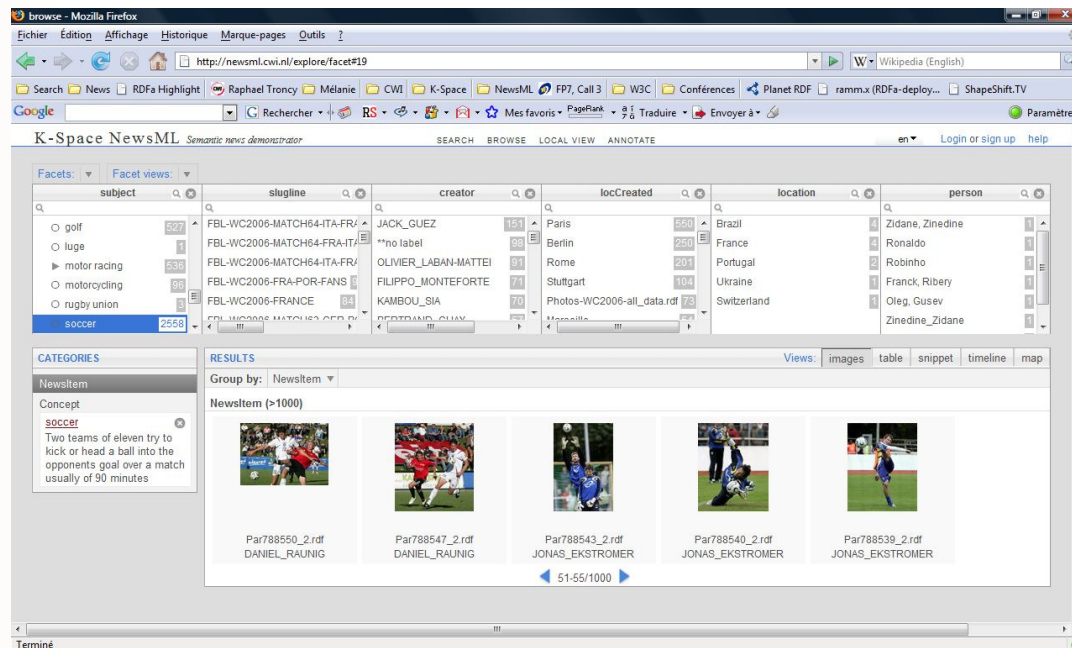 browse - Mozilla Firefox
Fichier Édition Affichage Historique Marque-pages Outils ?
http://newsml.cwi.nl/explore/facet#19 W Wikipedia (English)
Search News RDFa Highlight Raphael Troncy Mélanie CWI K-Space NewsML FP7, Call 3 W3C Conférences Planet RDF ramm.x (RDFa-deploy... ShapeShift.TV
Google G Rechercher RS Mes favoris PageRank Traduire Envoyer à Paramètre
K-Space NewsML Semantic news demonstrator SEARCH BROWSE LOCAL VIEW ANNOTATE en Login or sign up help
Facets: Facet views:
subject slugline creator locCreated location person
golf 527 FBL-WC2006-MATCH64-ITA-FRA JACK_GUEZ 151 Paris 550 Brazil 4 Zidane, Zinedine 1
luge 1 FBL-WC2006-MATCH64-FRA-ITA **no label 98 Berlin 250 France 4 Ronaldo 1
motor racing 536 FBL-WC2006-MATCH64-ITA-FRA OLIVIER_LABAN-MATTEI 91 Rome 201 Portugal 2 Robinho 1
motorcycling 96 FBL-WC2006-FRA-POR-FANS 9 FILIPPO_MONTEFORTE 71 Stuttgart 104 Ukraine 1 Franck, Ribery 1
rugby union 3 FBL-WC2006-FRANCE 84 KAMBOU_SIA 70 Photos-WC2006-all_data.rdf 73 Switzerland 1 Oleg, Gusev 1
soccer 2558 Zinedine_Zidane 1
CATEGORIES RESULTS Views: images table snippet timeline map
NewsItem Group by: NewsItem
Concept NewsItem (>1000)
soccer
Two teams of eleven try to
kick or head a ball into the
opponents goal over a match
usually of 90 minutes
Par788550_2.rdf Par788547_2.rdf Par788543_2.rdf Par788540_2.rdf Par788539_2.rdf
DANIEL_RAUNIG DANIEL_RAUNIG JONAS_EKSTROMER JONAS_EKSTROMER JONAS_EKSTROMER
51-55/1000
Terminé